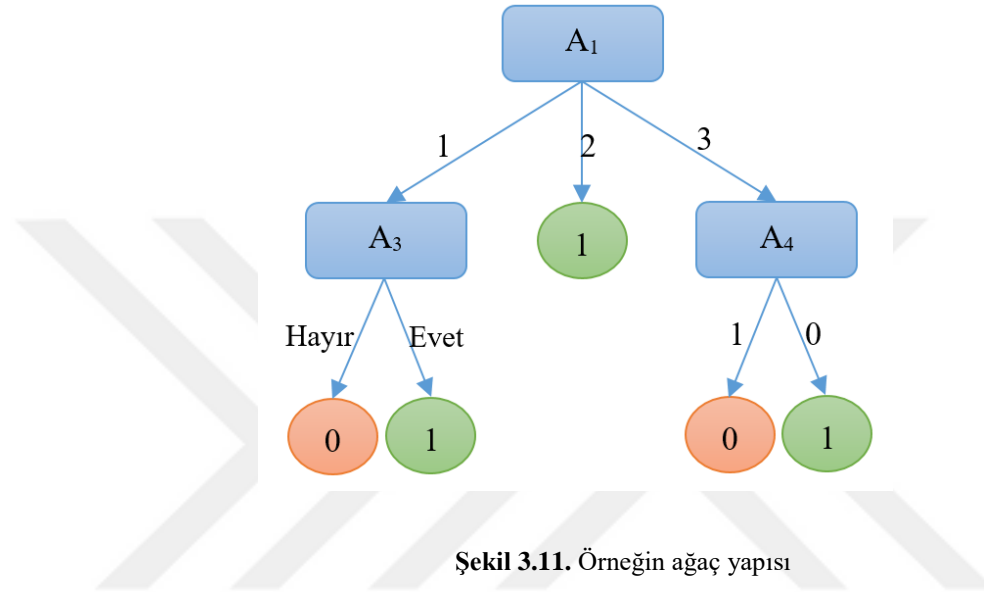 A₁
1 2 3
A₃ 1 A₄
Hayır Evet 1 0
0 1 0 1
Şekil 3.11. Örneğin ağaç yapısı